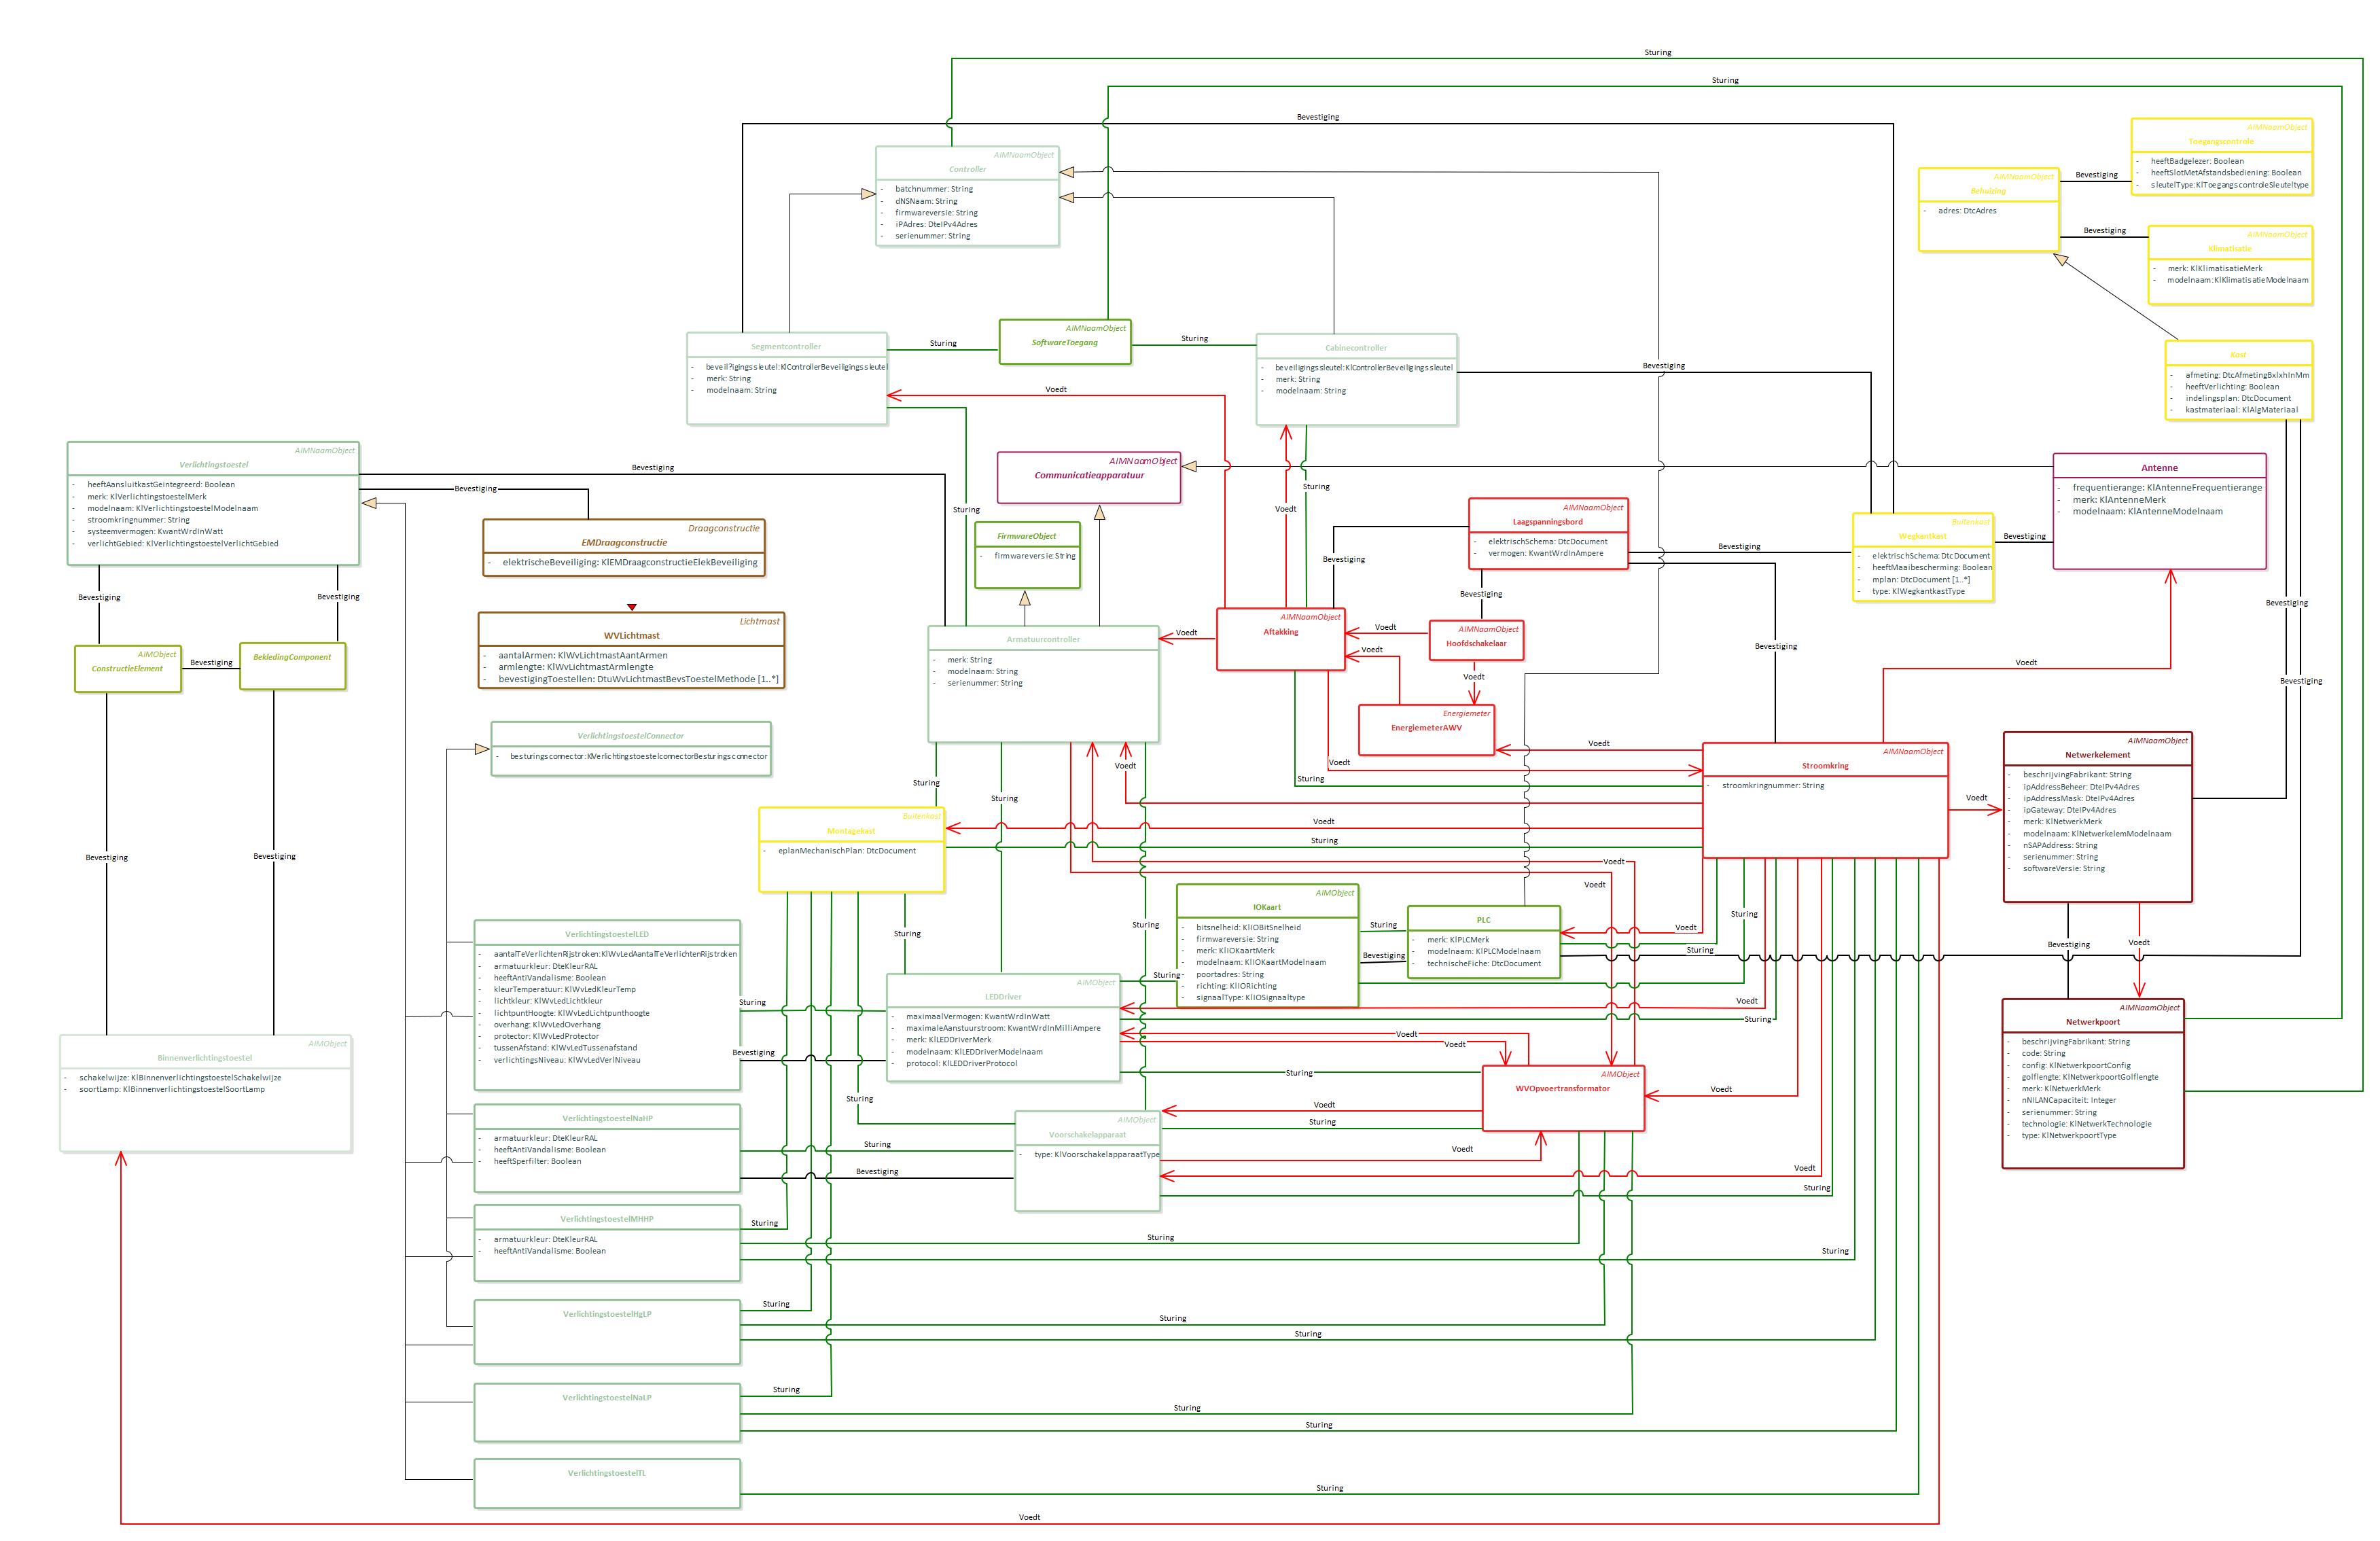 Sturing
Sturing
Bevestiging
AIMNaamObject
Controller
- batchnummer: String
- dNSNaam: String
- firmwareversie: String
- iPAdres: DteIPv4Adres
- serienummer: String
AIMNaamObject
Toegangscontrole
- heeftBadgelezer: Boolean
- heeftSlotMetAfstandsbediening: Boolean
- sleutelType: KlToegangscontroleSleuteltype
Bevestiging
AIMNaamObject
Behuizing
- adres: DtcAdres
Bevestiging
AIMNaamObject
Klimatisatie
- merk: KlKlimatisatieMerk
- modelnaam: KlKlimatisatieModelnaam
Segmentcontroller
- beveil?igingssleutel: KlControllerBeveiligingssleutel
- merk: String
- modelnaam: String
Sturing
AIMNaamObject
SoftwareToegang
Sturing
Cabinecontroller
- beveiligingssleutel: KlControllerBeveiligingssleutel
- merk: String
- modelnaam: String
Bevestiging
AIMNaamObject
Kast
- afmeting: DtcAfmetingBxlxhInMm
- heeftVerlichting: Boolean
- indelingsplan: DtcDocument
- kastmateriaal: KlAlgMateriaal
Voedt
AIMNaamObject
Verlichtingstoestel
- heeftAansluitkastGeintegreerd: Boolean
- merk: KlVerlichtingstoestelMerk
- modelnaam: KlVerlichtingstoestelModelnaam
- stroomkringnummer: String
- systeemvermogen: KwantWrdInWatt
- verlichtGebied: KlVerlichtingstoestelVerlichtGebied
Bevestiging
Bevestiging
Draagconstructie
EMDraagconstructie
- elektrischeBeveiliging: KlEMDraagconstructieElekBeveiliging
AIMNaamObject
Communicatieapparatuur
Sturing
Sturing
Voedt
AIMNaamObject
Laagspanningsbord
- elektrischSchema: DtcDocument
- vermogen: KwantWrdInAmpere
Antenne
- frequentierange: KlAntenneFrequentierange
- merk: KlAntenneMerk
- modelnaam: KlAntenneModelnaam
FirmwareObject
- firmwareversie: String
Buitenkast
Wegkantkast
- elektrischSchema: DtcDocument
- heeftMaaibescherming: Boolean
- mplan: DtcDocument [1..*]
- type: KlWegkantkastType
Bevestiging
Bevestiging
Bevestiging
Bevestiging
Bevestiging
Bevestiging
Bevestiging
Lichtmast
WVLichtmast
- aantalArmen: KlWvLichtmastAantArmen
- armlengte: KlWvLichtmastArmlengte
- bevestigingToestellen: DtuWvLichtmastBevsToestelMethode [1..*]
Armatuurcontroller
- merk: String
- modelnaam: String
- serienummer: String
Voedt
AIMNaamObject
Aftakking
Voedt
AIMNaamObject
Hoofdschakelaar
Voedt
Voedt
Bevestiging
Voedt
Bevestiging
AIMObject
ConstructieElement
Bevestiging
BekledingComponent
Energiemeter
EnergiemeterAWV
Voedt
VerlichtingstoestelConnector
- besturingsconnector: KlVerlichtingstoestelconnectorBesturingsconnector
Voedt
Voedt
Sturing
Sturing
Sturing
AIMNaamObject
Stroomkring
- stroomkringnummer: String
Voedt
AIMNaamObject
Netwerkelement
- beschrijvingFabrikant: String
- ipAddressBeheer: DteIPv4Adres
- ipAddressMask: DteIPv4Adres
- ipGateway: DteIPv4Adres
- merk: KlNetwerkMerk
- modelnaam: KlNetwerkelemModelnaam
- nSAPAddress: String
- serienummer: String
- softwareVersie: String
Buitenkast
Montagekast
- eplanMechanischPlan: DtcDocument
Voedt
Sturing
Voedt
Voedt
Bevestiging
Bevestiging
AIMObject
IOKaart
- bitsnelheid: KlIOBitSnelheid
- firmwareversie: String
- merk: KlIOKaartMerk
- modelnaam: KlIOKaartModelnaam
- poortadres: String
- richting: KlIORichting
- signaalType: KlIOSignaaltype
Sturing
Bevestiging
PLC
- merk: KlPLCMerk
- modelnaam: KlPLCModelnaam
- technischeFiche: DtcDocument
Voedt
Sturing
Sturing
Bevestiging
Voedt
VerlichtingstoestelLED
- aantalTeVerlichtenRijstroken: KlWvLedAantalTeVerlichtenRijstroken
- armatuurkleur: DteKleurRAL
- heeftAntiVandalisme: Boolean
- kleurTemperatuur: KlWvLedKleurTemp
- lichtkleur: KlWvLedLichtkleur
- lichtpuntHoogte: KlWvLedLichtpunthoogte
- overhang: KlWvLedOverhang
- protector: KlWvLedProtector
- tussenAfstand: KlWvLedTussenafstand
- verlichtingsNiveau: KlWvLedVerlNiveau
Sturing
Sturing
Sturing
Sturing
Bevestiging
AIMObject
LEDDriver
- maximaalVermogen: KwantWrdInWatt
- maximaleAanstuurstroom: KwantWrdInMilliAmpere
- merk: KlLEDDriverMerk
- modelnaam: KlLEDDriverModelnaam
- protocol: KlLEDDriverProtocol
Voedt
Sturing
Voedt
Voedt
Sturing
AIMNaamObject
Netwerkpoort
- beschrijvingFabrikant: String
- code: String
- config: KlNetwerkpoortConfig
- golflengte: KlNetwerkpoortGolflengte
- merk: KlNetwerkMerk
- nNILANCapaciteit: Integer
- serienummer: String
- technologie: KlNetwerkTechnologie
- type: KlNetwerkpoortType
AIMObject
Binnenverlichtingstoestel
- schakelwijze: KlBinnenverlichtingstoestelSchakelwijze
- soortLamp: KlBinnenverlichtingstoestelSoortLamp
AIMObject
WVOpvoertransformator
Voedt
Sturing
Voedt
Sturing
Voedt
Voedt
Sturing
VerlichtingstoestelNaHP
- armatuurkleur: DteKleurRAL
- heeftAntiVandalisme: Boolean
- heeftSperfilter: Boolean
Sturing
Bevestiging
AIMObject
Voorschakelapparaat
- type: KlVoorschakelapparaatType
VerlichtingstoestelMHHP
- armatuurkleur: DteKleurRAL
- heeftAntiVandalisme: Boolean
Sturing
Sturing
Sturing
VerlichtingstoestelHgLP
Sturing
Sturing
Sturing
VerlichtingstoestelNaLP
Sturing
Sturing
Sturing
VerlichtingstoestelTL
Sturing
Voedt